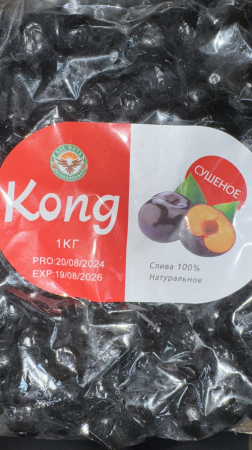 Kong
1КГ
PRO:20/08/2024
EXP:19/08/2026
СУШЕНОЕ
Слива 100%
Натуральное